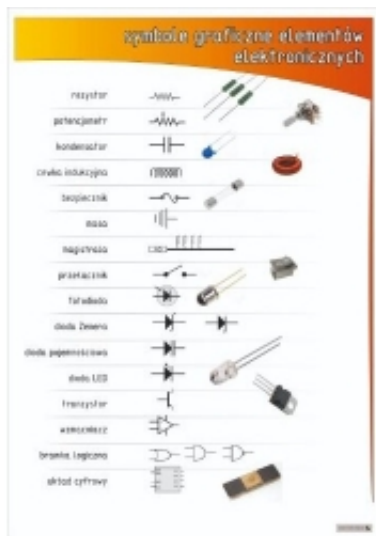 symbole graficzne elementów
elektronicznych
rezystor
potencjometr
kondensator
cewka indukcyjna
bezpiecznik
masa
magistrala
przełącznik
fotodioda
dioda Zenera
dioda pojemnościowa
dioda LED
tranzystor
wzmacniacz
bramka logiczna
układ cyfrowy